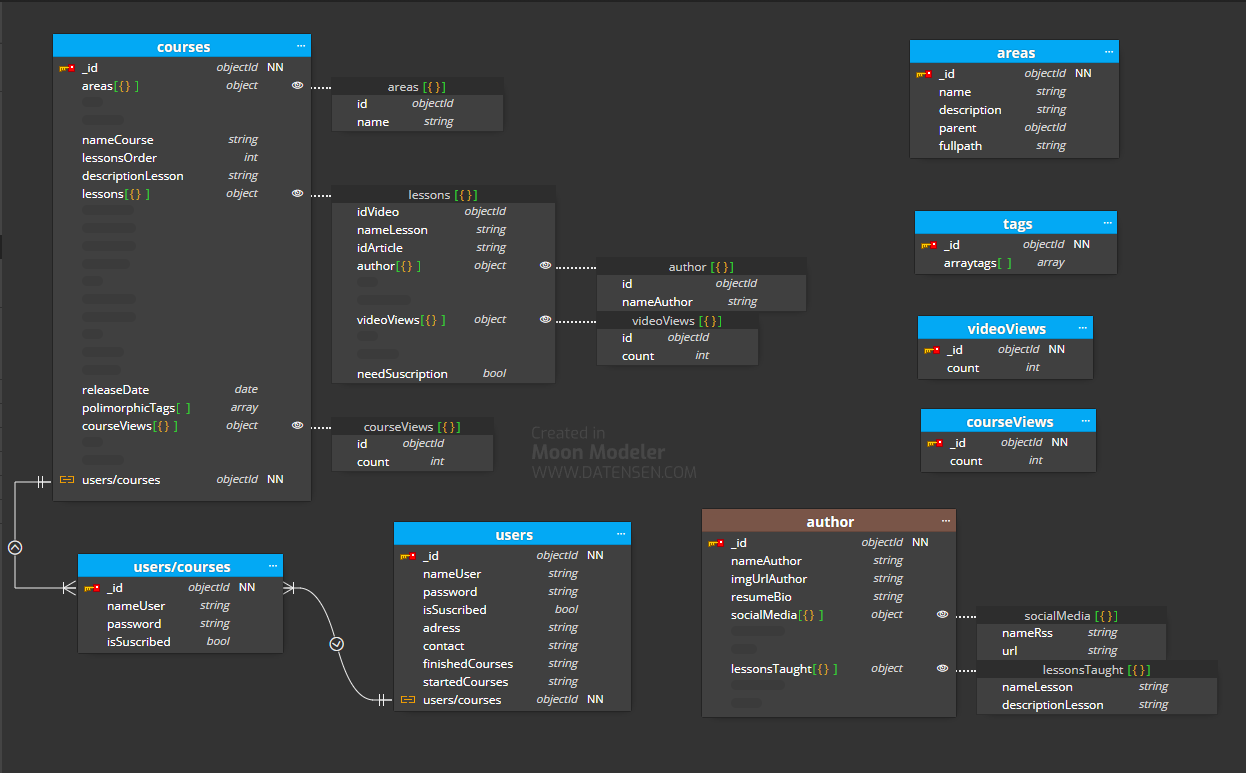 courses ...
_id objectId NN
areas[{} ] object
nameCourse string
lessonsOrder int
descriptionLesson string
lessons[{} ] object
releaseDate date
polimorphicTags[ ] array
courseViews[{} ] object
users/courses objectId NN
areas [{}]
id objectId
name string
lessons [{}]
idVideo objectId
nameLesson string
idArticle string
author[{} ] object
videoViews[{} ] object
needSuscription bool
author [{}]
id objectId
nameAuthor string
videoViews [{}]
id objectId
count int
courseViews [{}]
id objectId
count int
Created in
Moon Modeler
WWW.DATENSEN.COM
areas ...
_id objectId NN
name string
description string
parent objectId
fullpath string
tags ...
_id objectId NN
arraytags[ ] array
videoViews ...
_id objectId NN
count int
courseViews ...
_id objectId NN
count int
users/courses ...
_id objectId NN
nameUser string
password string
isSuscribed bool
users ...
_id objectId NN
nameUser string
password string
isSuscribed bool
adress string
contact string
finishedCourses string
startedCourses string
users/courses objectId NN
author ...
_id objectId NN
nameAuthor string
imgUrlAuthor string
resumeBio string
socialMedia[{} ] object
lessonsTaught[{} ] object
socialMedia [{}]
nameRss string
url string
lessonsTaught [{}]
nameLesson string
descriptionLesson string